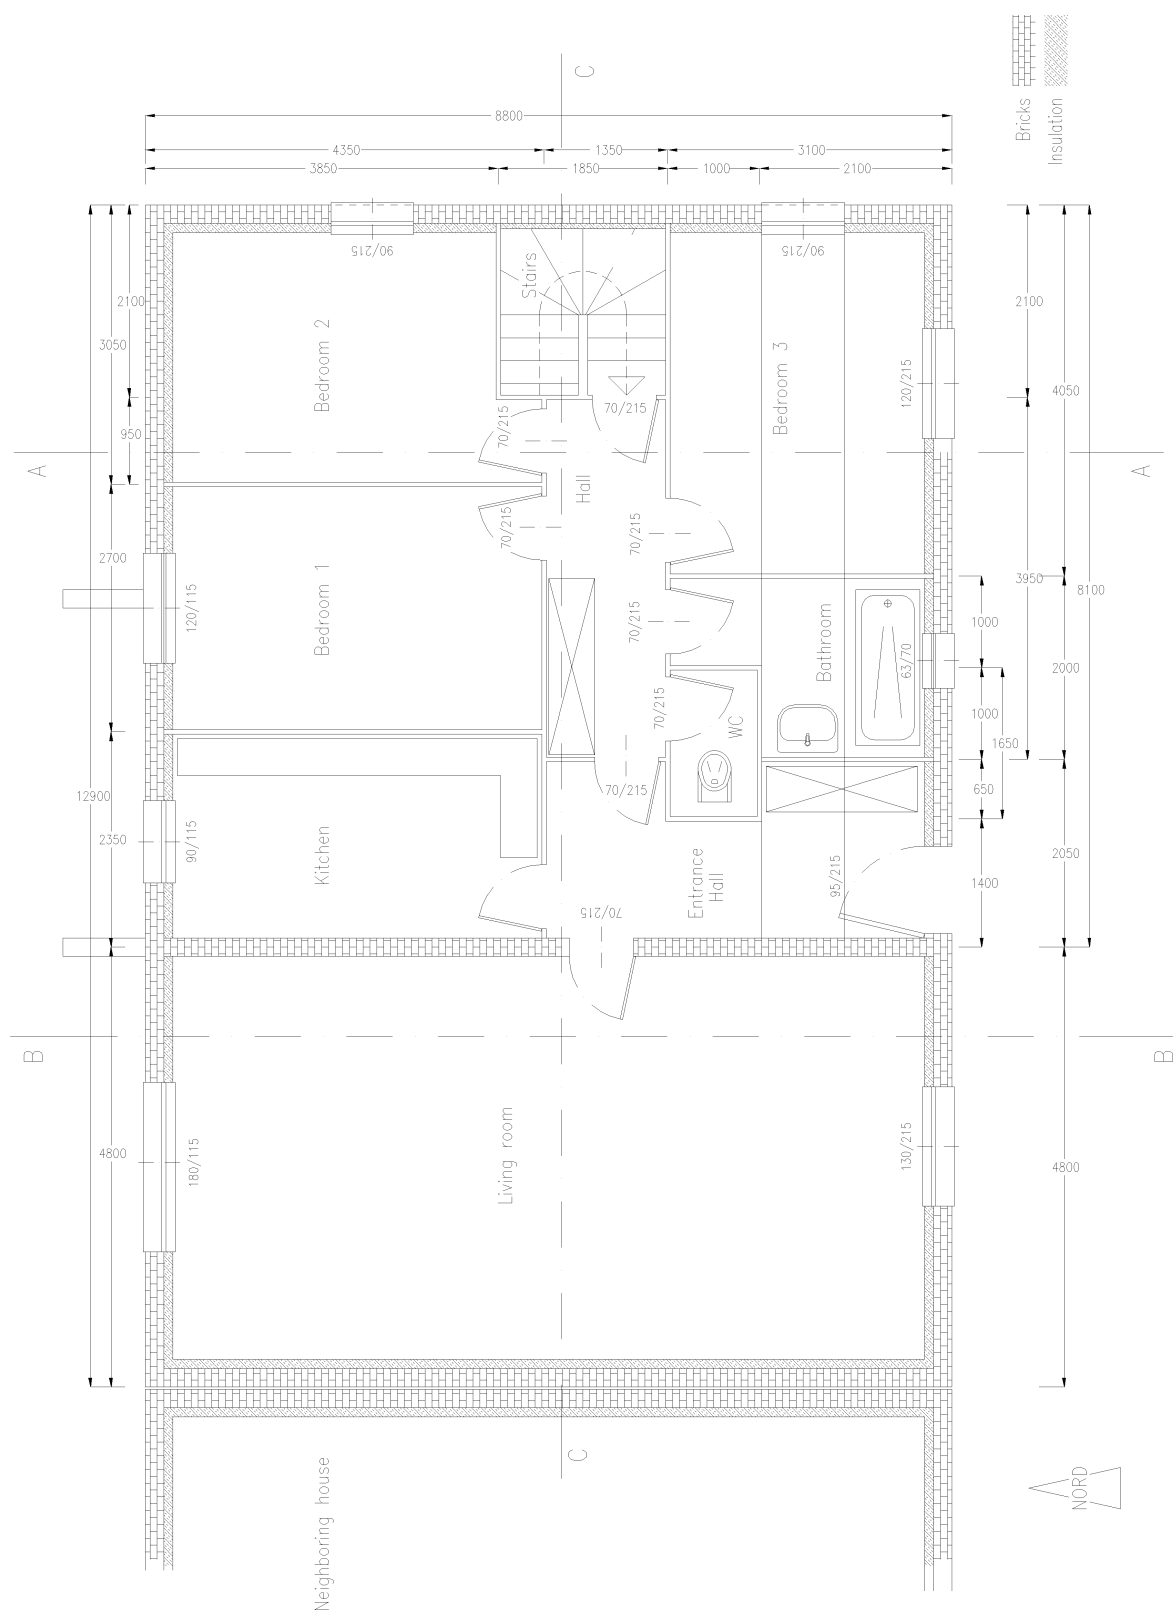 Bricks
Insulation
C
8800
4350
1350
3100
3850
1850
1000
2100
90/215
90/215
Stairs
2100
3050
950
2700
12900
2350
4800
2100
4050
3950
8100
1000
2000
1000
1650
650
2050
1400
4800
Bedroom 2
Bedroom 3
120/215
70/215
70/215
A
A
Hall
70/215
70/215
120/115
Bedroom 1
70/215
Bathroom
63/70
70/215
WC
70/215
90/115
Kitchen
Entrance
Hall
95/215
70/215
B
B
180/115
Living room
130/215
C
Neighboring house
NORD